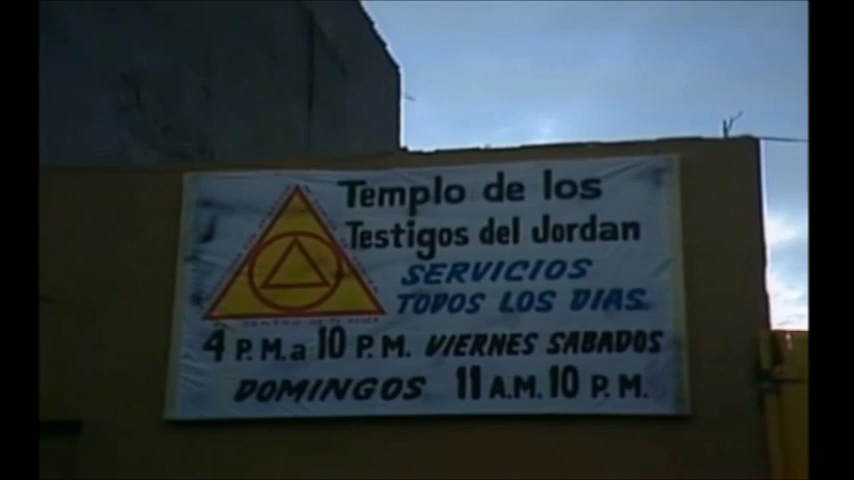 Templo de los
Testigos del Jordan
SERVICIOS
TODOS LOS DIAS
4 P.M. a 10 P.M. VIERNES SABADOS
DOMINGOS 11 A.M. 10 P.M.